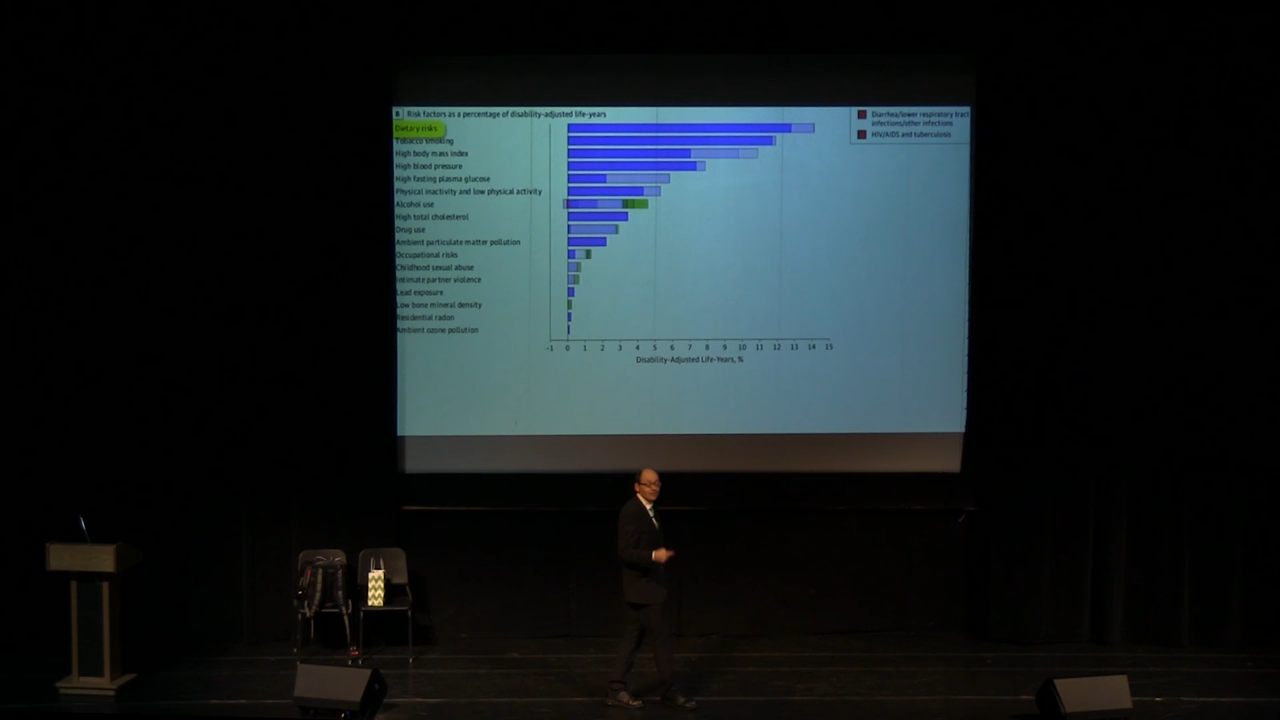 B Risk factors as a percentage of disability-adjusted life-years
Diarrhea/lower respiratory tract
infections/other infections
HIV/AIDS and tuberculosis
Dietary risks
Tobacco smoking
High body mass index
High blood pressure
High fasting plasma glucose
Physical inactivity and low physical activity
Alcohol use
High total cholesterol
Drug use
Ambient particulate matter pollution
Occupational risks
Childhood sexual abuse
Intimate partner violence
Lead exposure
Low bone mineral density
Residential radon
Ambient ozone pollution
-1 0 1 2 3 4 5 6 7 8 9 10 11 12 13 14 15
Disability-Adjusted Life-Years, %